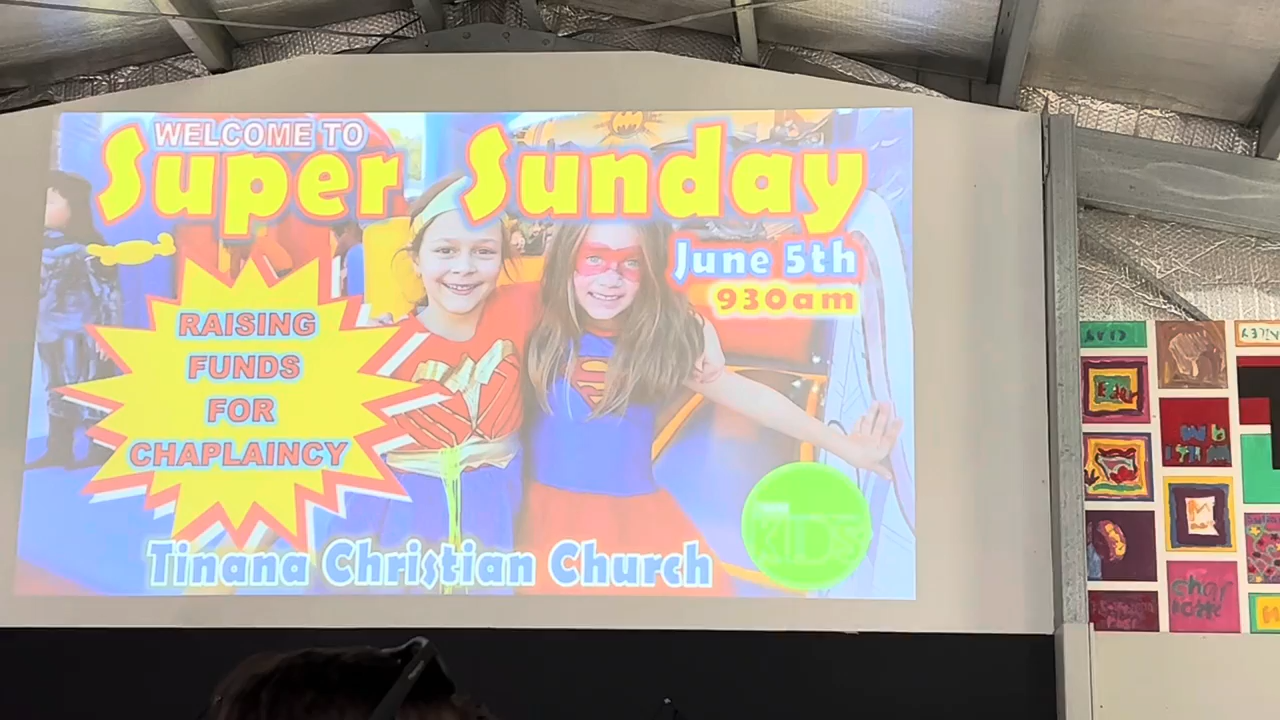 WELCOME TO
Super Sunday
June 5th
930am
RAISING
FUNDS
FOR
CHAPLAINCY
Tinana Christian Church
KIDS